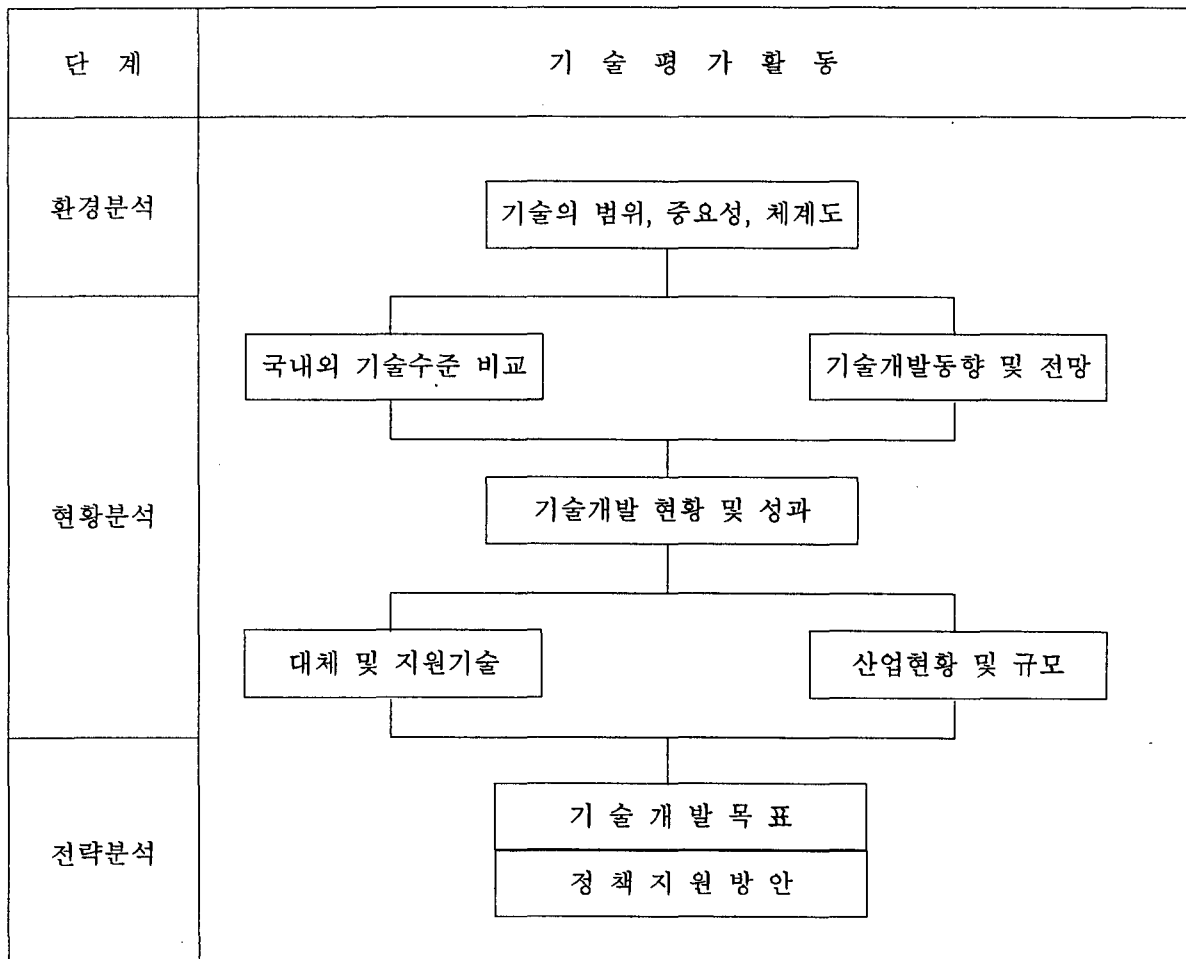 단 계
기 술 평 가 활 동
환경분석
기술의 범위, 중요성, 체계도
국내외 기술수준 비교
기술개발동향 및 전망
현황분석
기술개발 현황 및 성과
대체 및 지원기술
산업현황 및 규모
전략분석
기 술 개 발 목 표
정 책 지 원 방 안